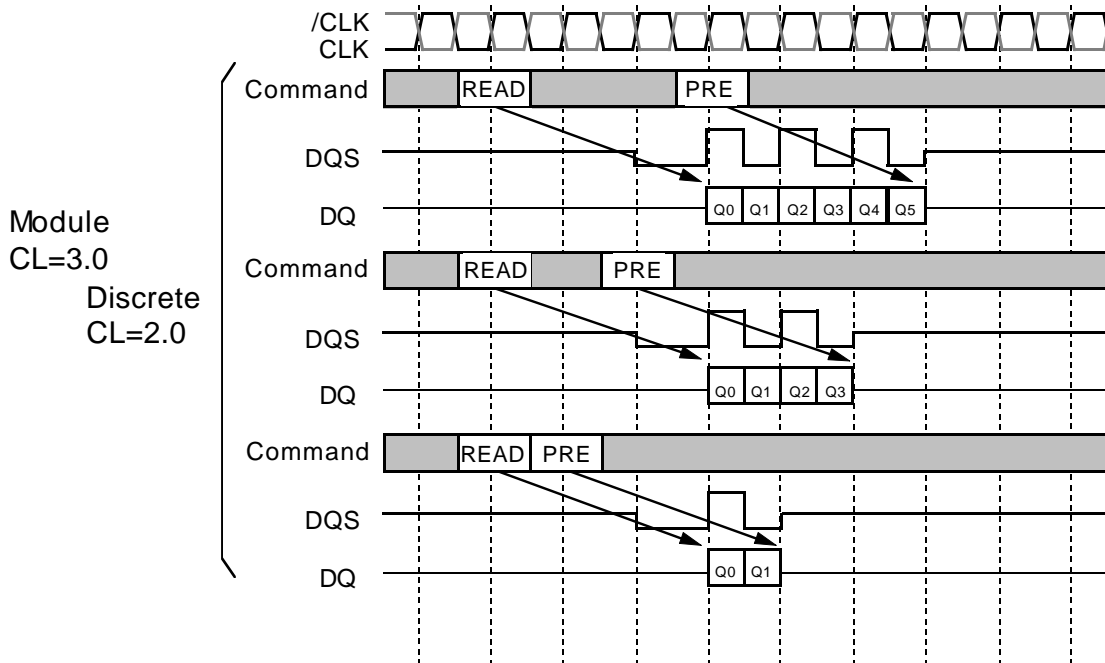 /CLK
CLK
Command READ PRE
DQS
DQ Q0 Q1 Q2 Q3 Q4 Q5
Module
CL=3.0
Discrete
CL=2.0
Command READ PRE
DQS
DQ Q0 Q1 Q2 Q3
Command READ PRE
DQS
DQ Q0 Q1